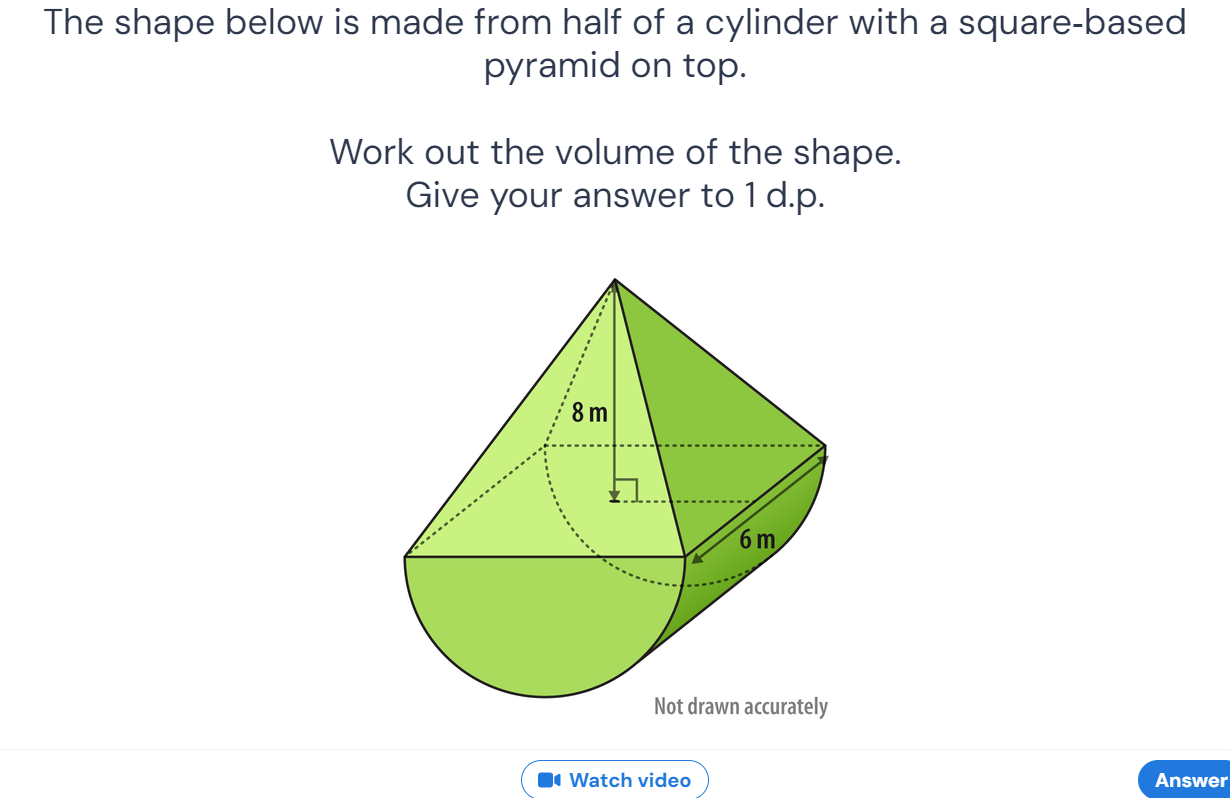 The shape below is made from half of a cylinder with a square-based
pyramid on top.
Work out the volume of the shape.
Give your answer to 1 d.p.
8 m
6 m
Not drawn accurately
Watch video
Answer